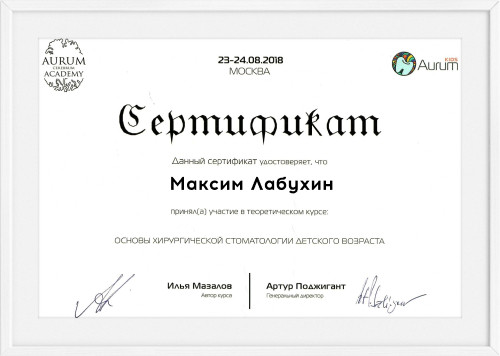 AURUM
CEREBRUM
ACADEMY
23-24.08.2018
МОСКВА
KIDS
Aurum
Сертификат
Данный сертификат удостоверяет, что
Максим Лабухин
принял(а) участие в теоретическом курсе:
ОСНОВЫ ХИРУРГИЧЕСКОЙ СТОМАТОЛОГИИ ДЕТСКОГО ВОЗРАСТА
Илья Мазалов
Автор курса
Артур Поджигант
Генеральный директор